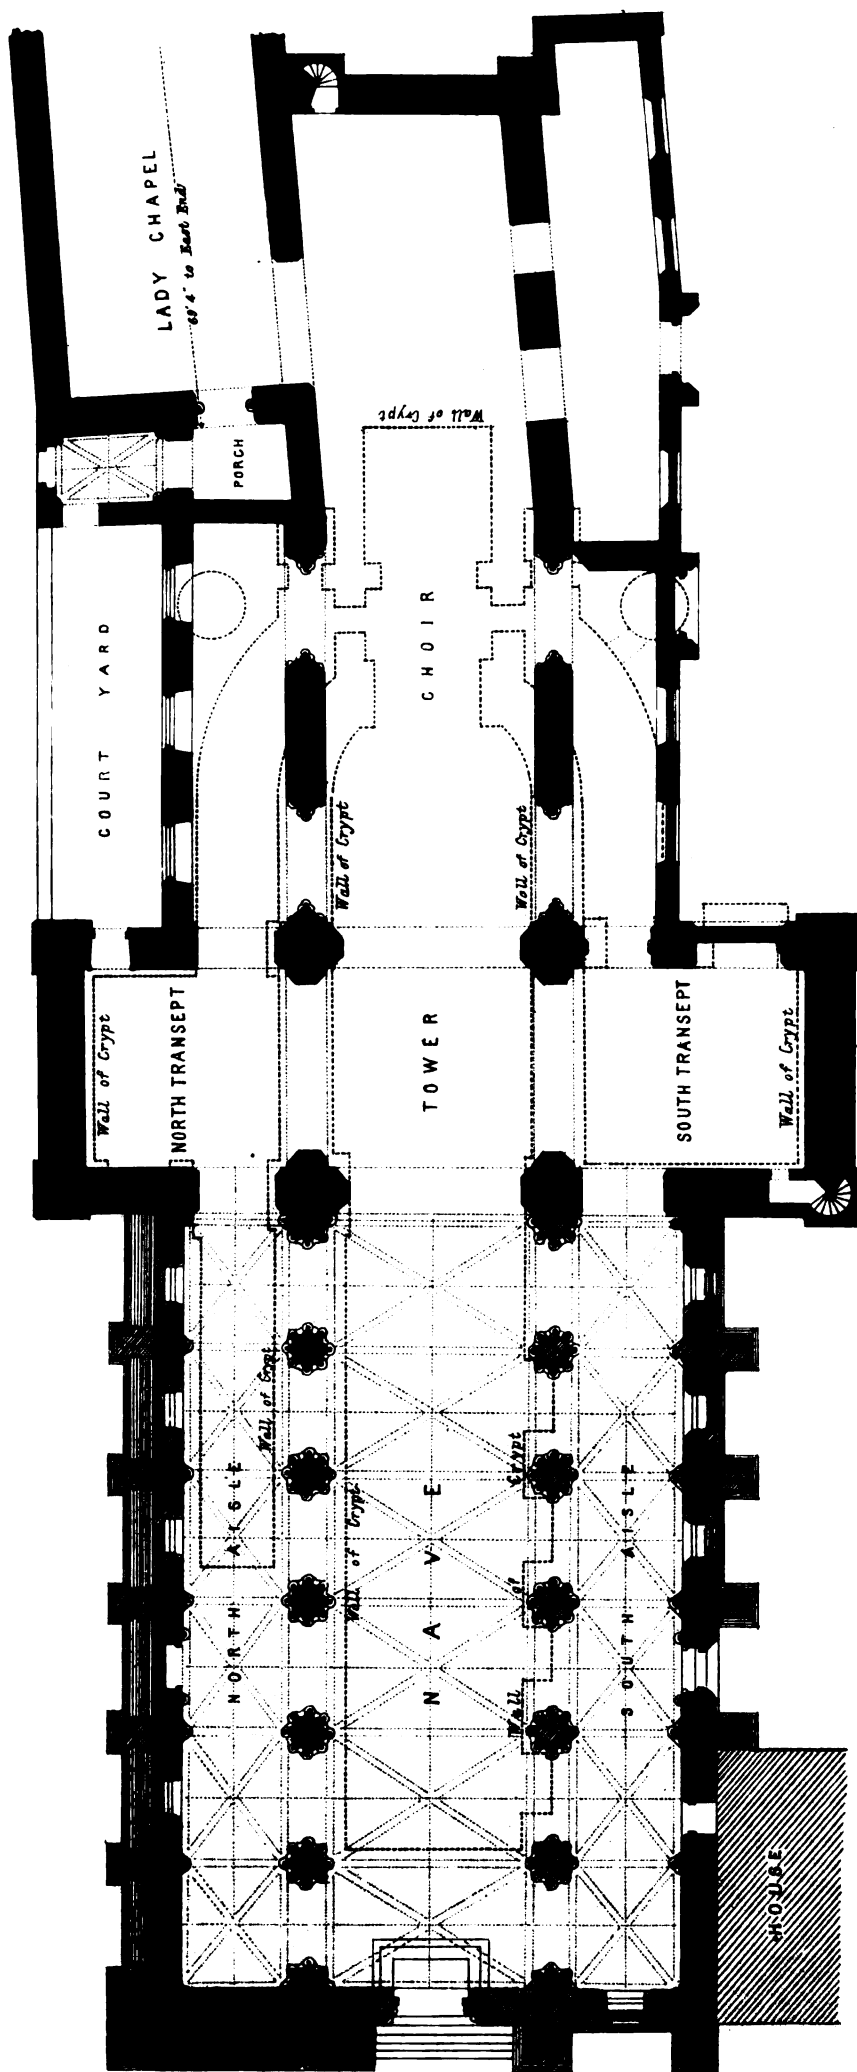 LADY CHAPEL
69' 4" to East End
Wall of Crypt
PORCH
COURT YARD
CHOIR
Wall of Crypt
Wall of Crypt
Wall of Crypt
NORTH TRANSEPT
TOWER
SOUTH TRANSEPT
Wall of Crypt
Wall of Crypt
NORTH AISLE
Wall of Crypt
NAVE
Wall of Crypt
SOUTH AISLE
HOUSE